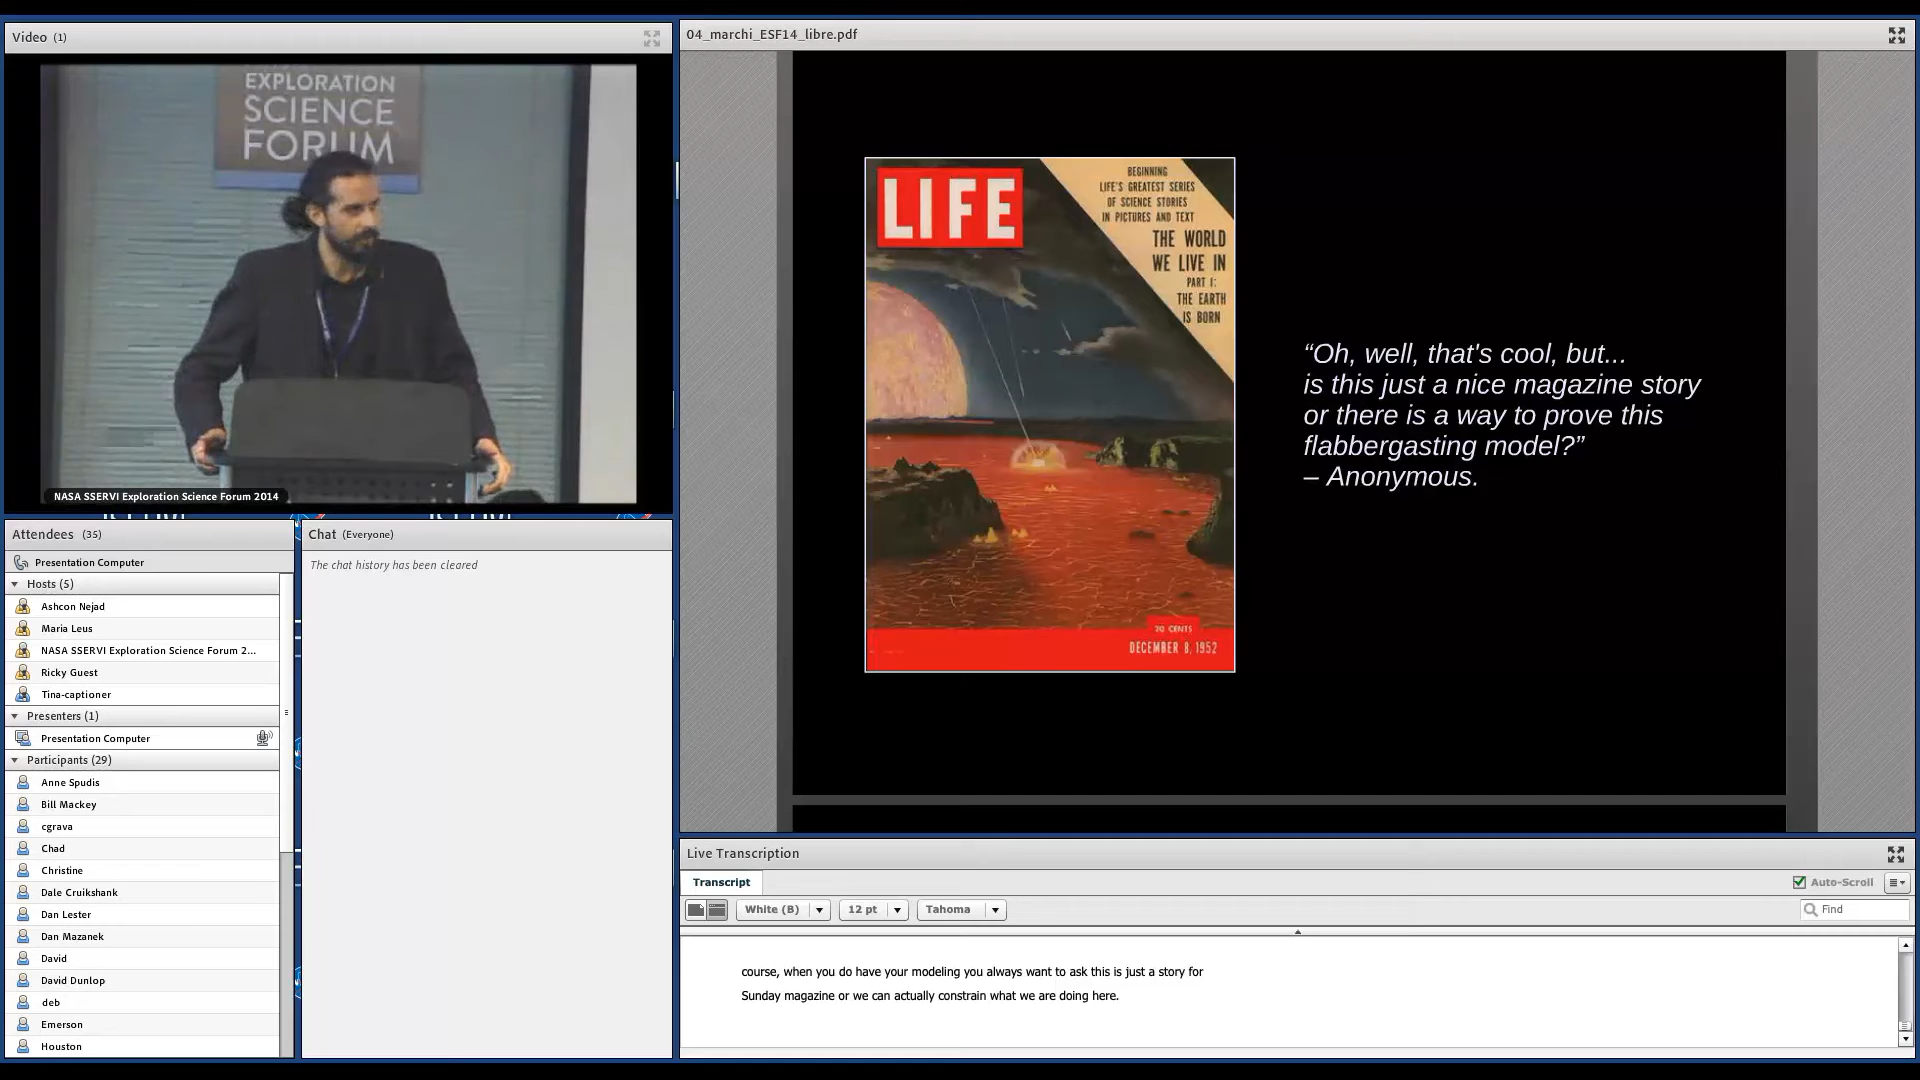 Video (1)
EXPLORATION
SCIENCE
FORUM
NASA SSERVI Exploration Science Forum 2014
Attendees (35)
Presentation Computer
Hosts (5)
Ashcon Nejad
Maria Leus
NASA SSERVI Exploration Science Forum 2...
Ricky Guest
Tina-captioner
Presenters (1)
Presentation Computer
Participants (29)
Anne Spudis
Bill Mackey
cgrava
Chad
Christine
Dale Cruikshank
Dan Lester
Dan Mazanek
David
David Dunlop
deb
Emerson
Houston
Chat (Everyone)
The chat history has been cleared
04_marchi_ESF14_libre.pdf
LIFE
BEGINNING
LIFE'S GREATEST SERIES
OF SCIENCE STORIES
IN PICTURES AND TEXT
THE WORLD
WE LIVE IN
PART I:
THE EARTH
IS BORN
20 CENTS
DECEMBER 8, 1952
“Oh, well, that's cool, but...
is this just a nice magazine story
or there is a way to prove this
flabbergasting model?”
– Anonymous.
Live Transcription
Transcript
Auto-Scroll
White (B)
12 pt
Tahoma
Find
course, when you do have your modeling you always want to ask this is just a story for
Sunday magazine or we can actually constrain what we are doing here.